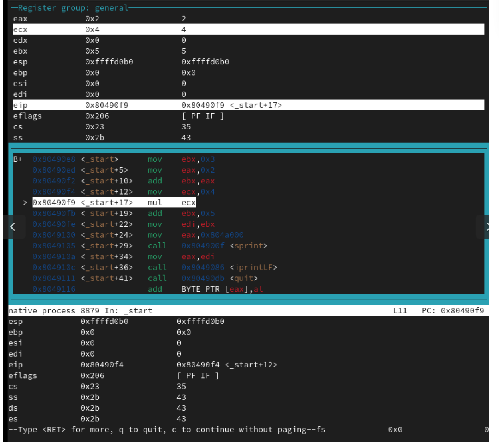 Register group: general
eax 0x2 2
ecx 0x4 4
edx 0x0 0
ebx 0x5 5
esp 0xffffd0b0 0xffffd0b0
ebp 0x0 0x0
esi 0x0 0
edi 0x0 0
eip 0x80490f9 0x80490f9 <_start+17>
eflags 0x206 [ PF IF ]
cs 0x23 35
ss 0x2b 43
B+ 0x80490e8 <_start> mov ebx,0x3
0x80490ed <_start+5> mov eax,0x2
0x80490f2 <_start+10> add ebx,eax
0x80490f4 <_start+12> mov ecx,0x4
> 0x80490f9 <_start+17> mul ecx
0x80490fb <_start+19> add ebx,0x5
0x80490fe <_start+22> mov edi,ebx
0x8049100 <_start+24> mov eax,0x804a000
0x8049105 <_start+29> call 0x804900f <sprint>
0x804910a <_start+34> mov eax,edi
0x804910c <_start+36> call 0x8049086 <iprintLF>
0x8049111 <_start+41> call <quit>
0x8049116 add BYTE PTR [eax],al
native process 8979 In: _start L11 PC: 0x80490f9
esp 0xffffd0b0 0xffffd0b0
ebp 0x0 0x0
esi 0x0 0
edi 0x0 0
eip 0x80490f4 0x80490f4 <_start+12>
eflags 0x206 [ PF IF ]
cs 0x23 35
ss 0x2b 43
ds 0x2b 43
es 0x2b 43
--Type <RET> for more, q to quit, c to continue without paging--fs 0x0 0